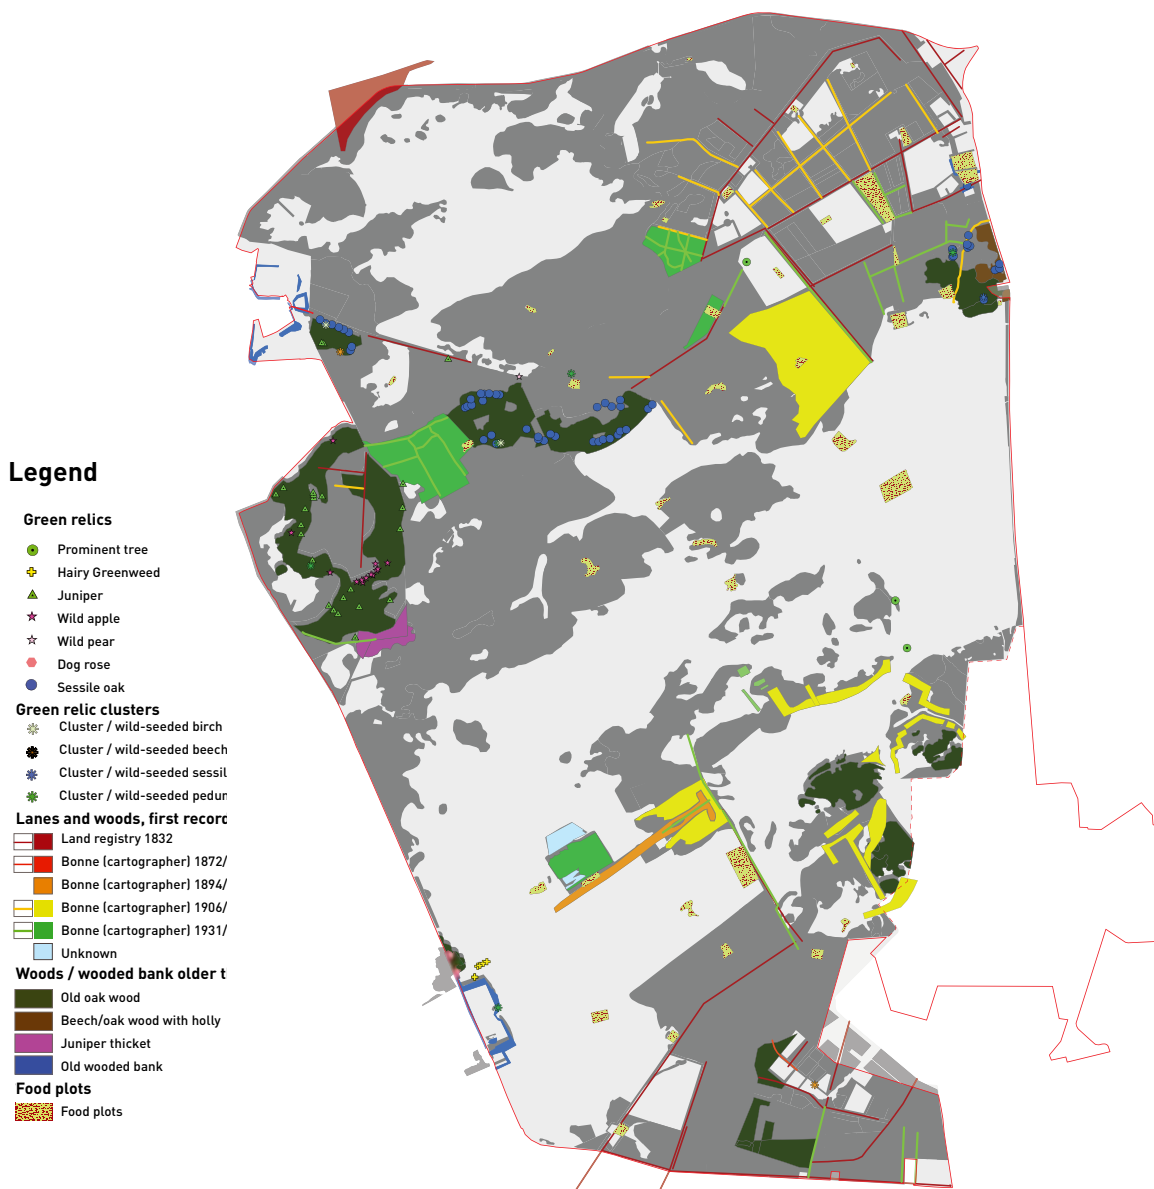 Legend
Green relics
Prominent tree
Hairy Greenweed
Juniper
Wild apple
Wild pear
Dog rose
Sessile oak
Green relic clusters
Cluster / wild-seeded birch
Cluster / wild-seeded beech
Cluster / wild-seeded sessil
Cluster / wild-seeded pedun
Lanes and woods, first record
Land registry 1832
Bonne (cartographer) 1872/
Bonne (cartographer) 1894/
Bonne (cartographer) 1906/
Bonne (cartographer) 1931/
Unknown
Woods / wooded bank older t
Old oak wood
Beech/oak wood with holly
Juniper thicket
Old wooded bank
Food plots
Food plots